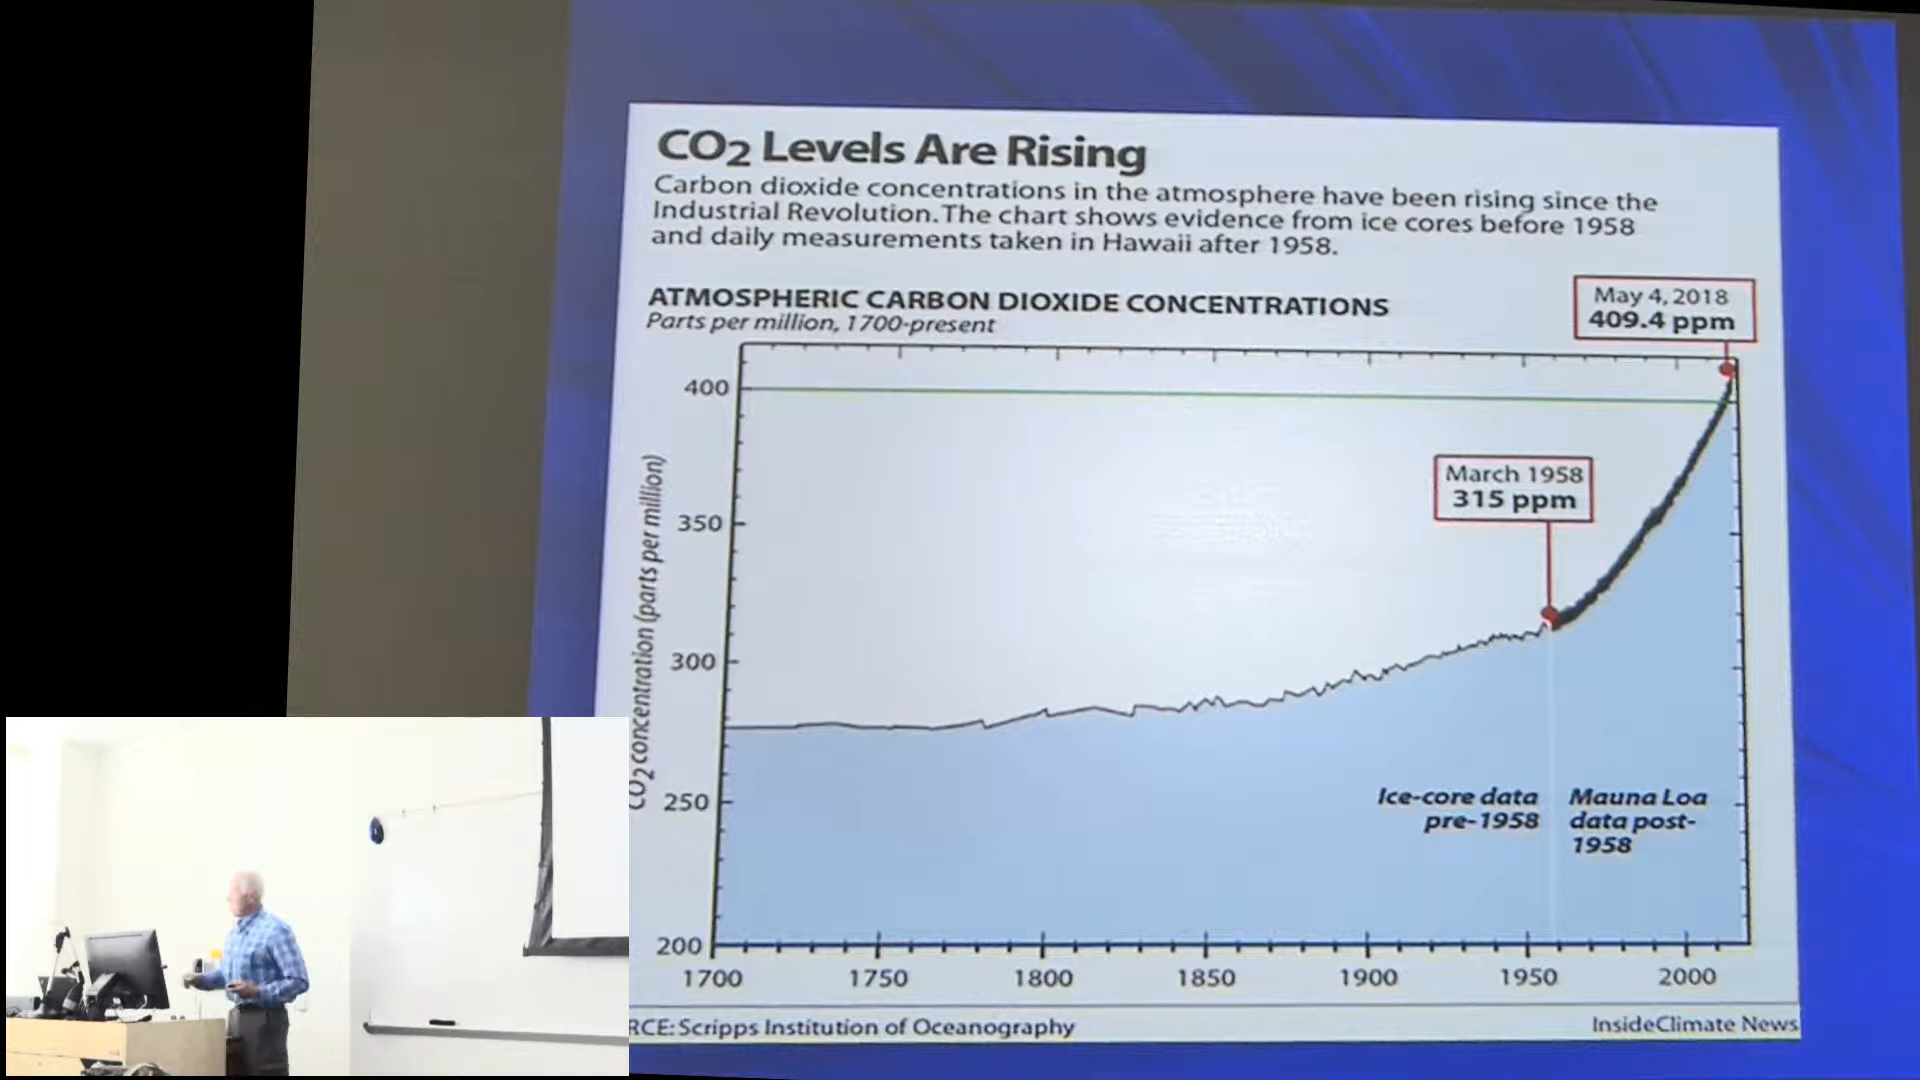 CO2 Levels Are Rising
Carbon dioxide concentrations in the atmosphere have been rising since the
Industrial Revolution. The chart shows evidence from ice cores before 1958
and daily measurements taken in Hawaii after 1958.
ATMOSPHERIC CARBON DIOXIDE CONCENTRATIONS
Parts per million, 1700-present
May 4, 2018
409.4 ppm
March 1958
315 ppm
CO2 concentration (parts per million)
400
350
300
250
200
Ice-core data
pre-1958
Mauna Loa
data post-
1958
1700 1750 1800 1850 1900 1950 2000
RCE: Scripps Institution of Oceanography
InsideClimate News